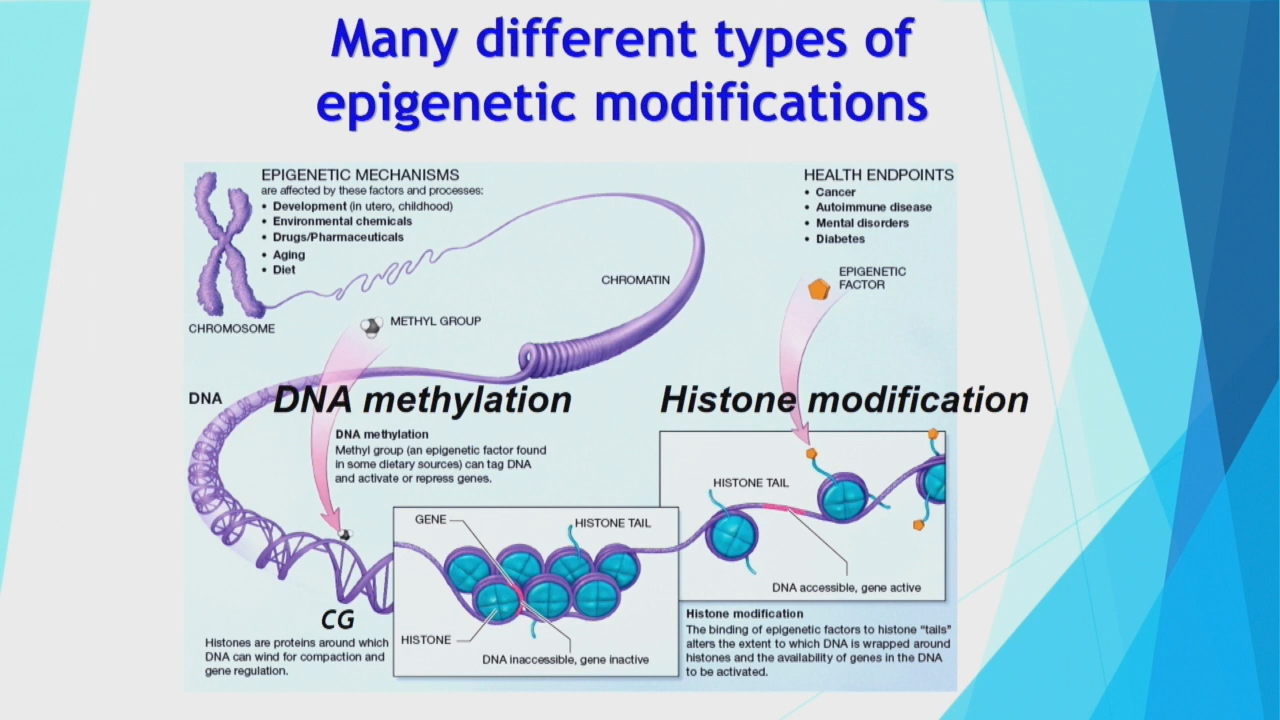 Many different types of
epigenetic modifications
EPIGENETIC MECHANISMS
are affected by these factors and processes:
• Development (in utero, childhood)
• Environmental chemicals
• Drugs/Pharmaceuticals
• Aging
• Diet
HEALTH ENDPOINTS
• Cancer
• Autoimmune disease
• Mental disorders
• Diabetes
EPIGENETIC
FACTOR
CHROMATIN
CHROMOSOME
METHYL GROUP
DNA
DNA methylation
Histone modification
DNA methylation
Methyl group (an epigenetic factor found
in some dietary sources) can tag DNA
and activate or repress genes.
HISTONE TAIL
GENE
HISTONE TAIL
DNA accessible, gene active
CG
HISTONE
DNA inaccessible, gene inactive
Histones are proteins around which
DNA can wind for compaction and
gene regulation.
Histone modification
The binding of epigenetic factors to histone “tails”
alters the extent to which DNA is wrapped around
histones and the availability of genes in the DNA
to be activated.